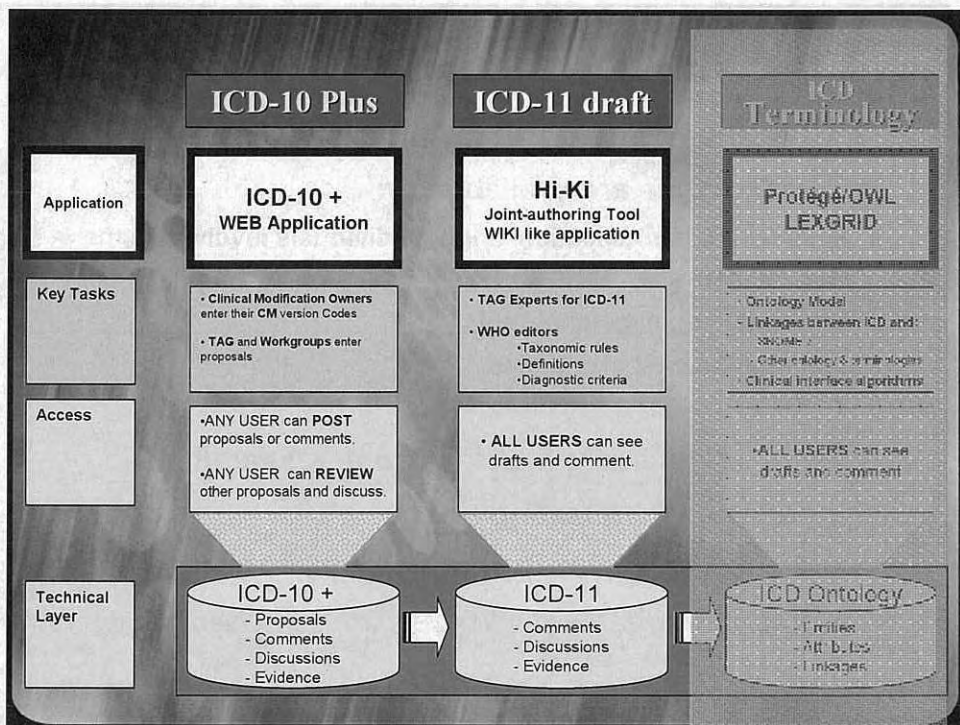 ICD-10 Plus
ICD-11 draft
ICD
Terminology
Application
ICD-10 +
WEB Application
Hi-Ki
Joint-authoring Tool
WIKI like application
Protégé/OWL
LEXGRID
Key Tasks
• Clinical Modification Owners
enter their CM version Codes
• TAG and Workgroups enter
proposals
• TAG Experts for ICD-11
• WHO editors
•Taxonomic rules
•Definitions
•Diagnostic criteria
- Ontology Model
- Linkages between ICD and
- Other ontology & terminologies
- Clinical interface algorithms
Access
•ANY USER can POST
proposals or comments.
•ANY USER can REVIEW
other proposals and discuss.
• ALL USERS can see
drafts and comment.
•ALL USERS can see
drafts and comment
Technical
Layer
ICD-10 +
- Proposals
- Comments
- Discussions
- Evidence
ICD-11
- Comments
- Discussions
- Evidence
ICD Ontology
- Entities
- Attributes
- Linkages